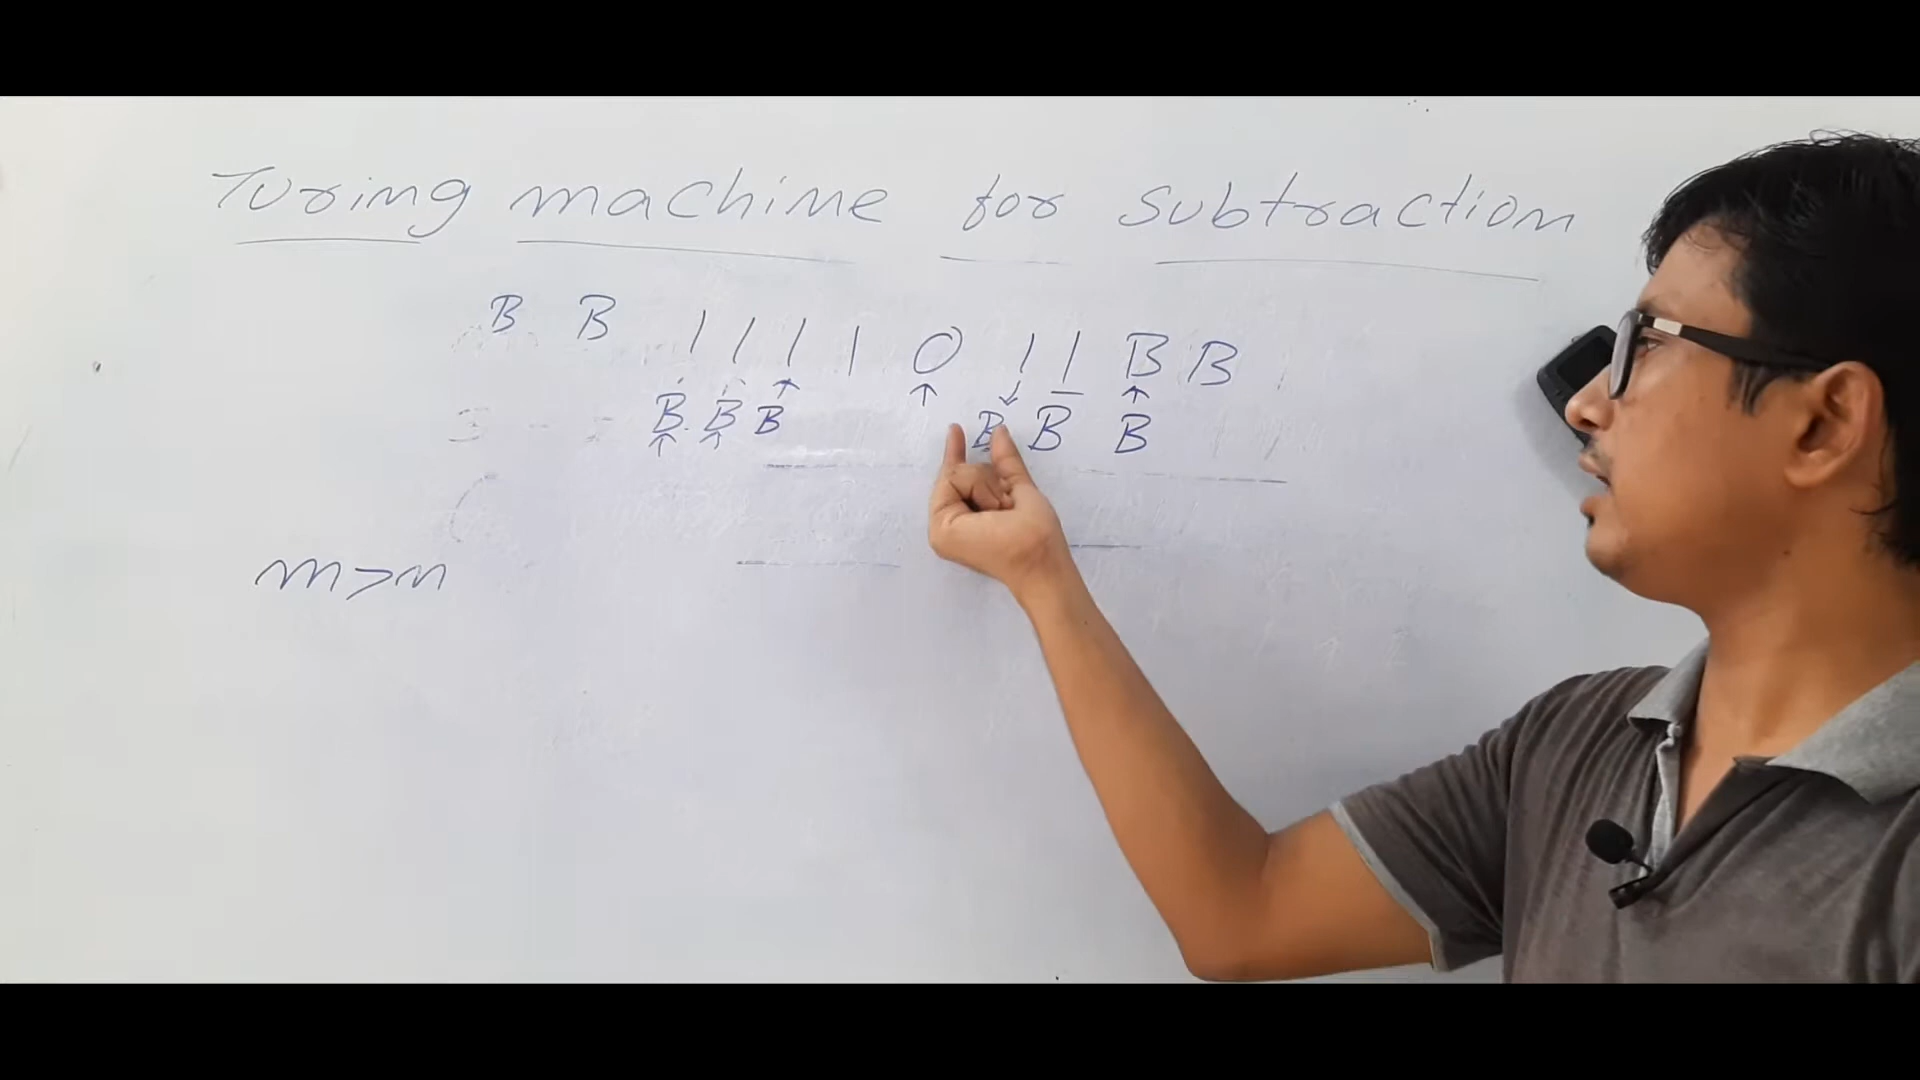 Turing machine for subtraction
B B 1 1 1 1 0 1 1 B B
B B B B B B
m>n